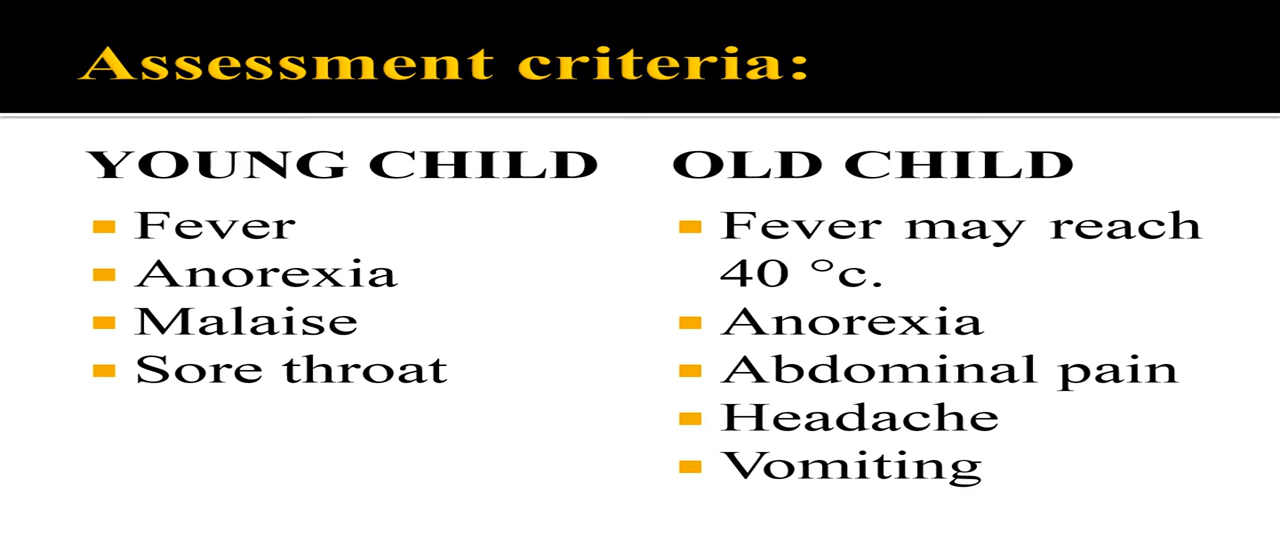 Assessment criteria:
YOUNG CHILD
Fever
Anorexia
Malaise
Sore throat
OLD CHILD
Fever may reach
40 °c.
Anorexia
Abdominal pain
Headache
Vomiting